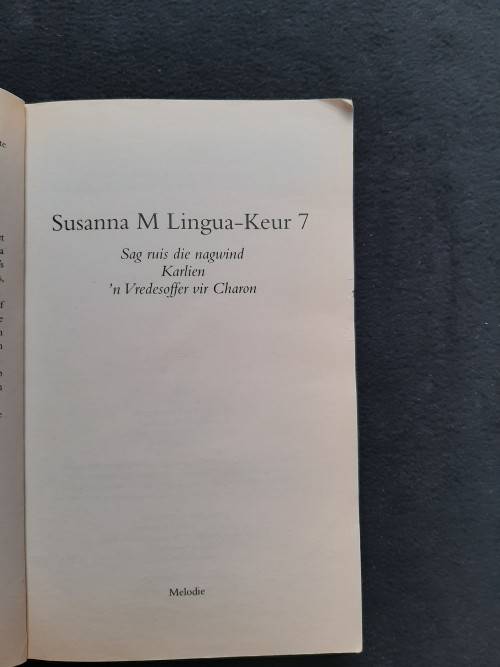 Susanna M Lingua-Keur 7
Sag ruis die nagwind
Karlien
'n Vredesoffer vir Charon
Melodie